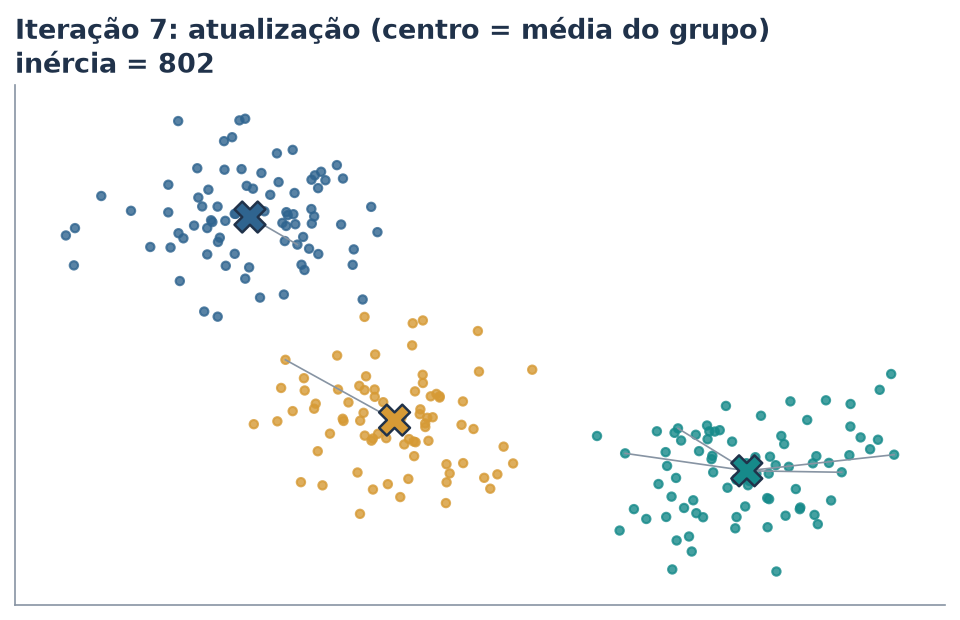 Iteração 7: atualização (centro = média do grupo)
inércia = 802